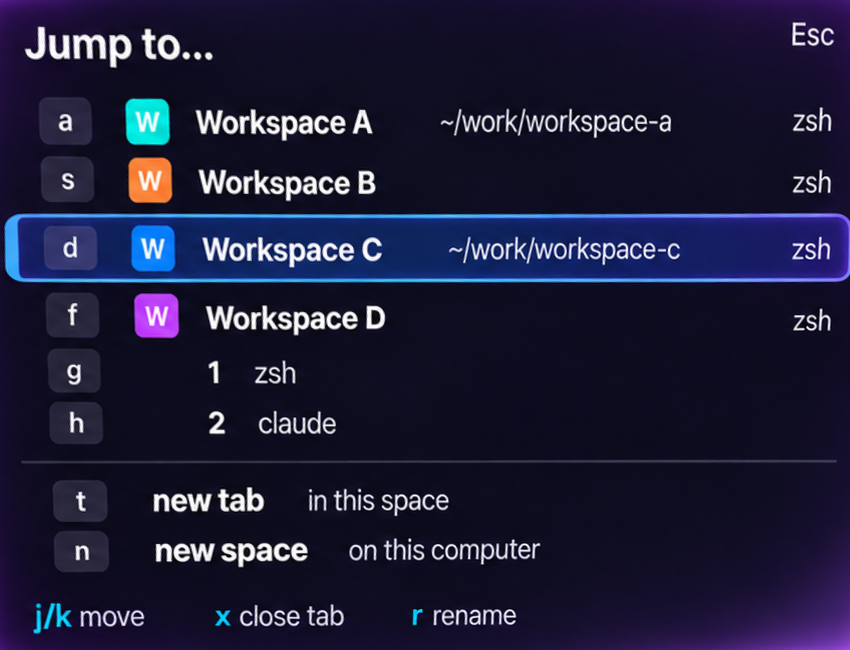 Jump to... Esc
a W Workspace A ~/work/workspace-a zsh
s W Workspace B zsh
d W Workspace C ~/work/workspace-c zsh
f W Workspace D zsh
g 1 zsh
h 2 claude
t new tab in this space
n new space on this computer
j/k move x close tab r rename